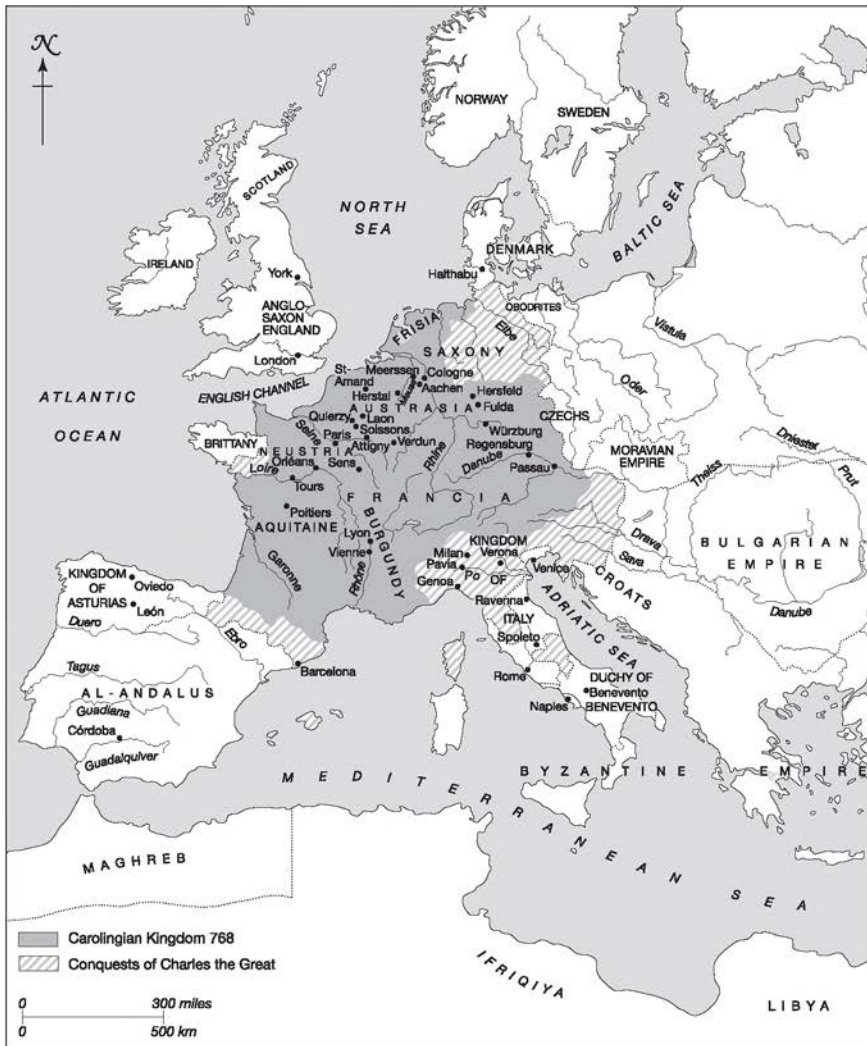 N
NORWAY
SWEDEN
SCOTLAND
NORTH
SEA
BALTIC SEA
IRELAND
DENMARK
York
Haithabu
ANGLO-
SAXON
ENGLAND
OBODRITES
FRISIA
Elbe
Vistula
London
SAXONY
ATLANTIC
OCEAN
ENGLISH CHANNEL
St-
Amand
Meerssen
Cologne
Aachen
Herstal
Meuse
Hersfeld
Fulda
Oder
AUSTRASIA
CZECHS
Quierzy
Laon
Soissons
BRITTANY
NEUSTRIA
Seine
Paris
Attigny
Verdun
Würzburg
Regensburg
MORAVIAN
EMPIRE
Dniester
Loire
Orléans
Sens
Rhine
Danube
Passau
Theiss
Prut
Tours
FRANCIA
Poitiers
AQUITAINE
BURGUNDY
Lyon
Vienne
KINGDOM
OF
ITALY
Milan
Verona
Pavia
Po
Venice
Genoa
Drava
Sava
CROATS
BULGARIAN
EMPIRE
Garonne
Rhône
Ravenna
ADRIATIC SEA
Danube
KINGDOM
OF
ASTURIAS
Oviedo
León
Duero
Ebro
Spoleto
Barcelona
Rome
DUCHY OF
Benevento
BENEVENTO
Naples
Tagus
AL-ANDALUS
Guadiana
Córdoba
Guadalquiver
BYZANTINE EMPIRE
MEDITERRANEAN SEA
MAGHREB
IFRIQIYA
LIBYA
Carolingian Kingdom 768
Conquests of Charles the Great
0 300 miles
0 500 km